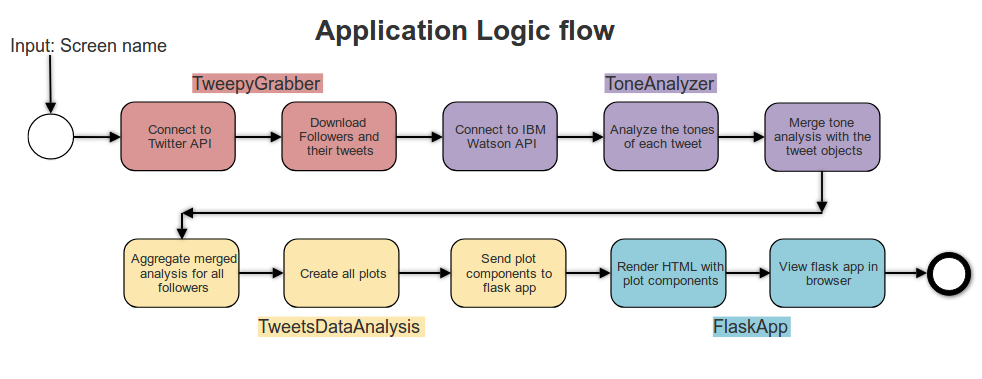 Application Logic flow
Input: Screen name
TweepyGrabber
ToneAnalyzer
Connect to
Twitter API
Download
Followers and
their tweets
Connect to IBM
Watson API
Analyze the tones
of each tweet
Merge tone
analysis with the
tweet objects
Aggregate merged
analysis for all
followers
Create all plots
Send plot
components to
flask app
Render HTML with
plot components
View flask app in
browser
TweetsDataAnalysis
FlaskApp